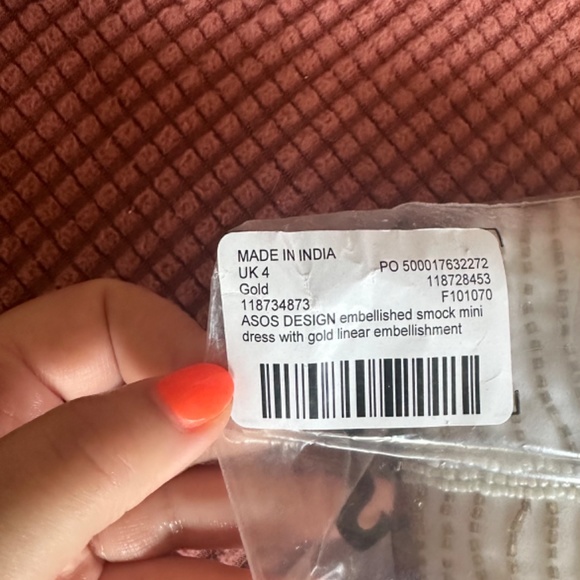 MADE IN INDIA
UK 4 PO 500017632272
Gold 118728453
118734873 F101070
ASOS DESIGN embellished smock mini
dress with gold linear embellishment